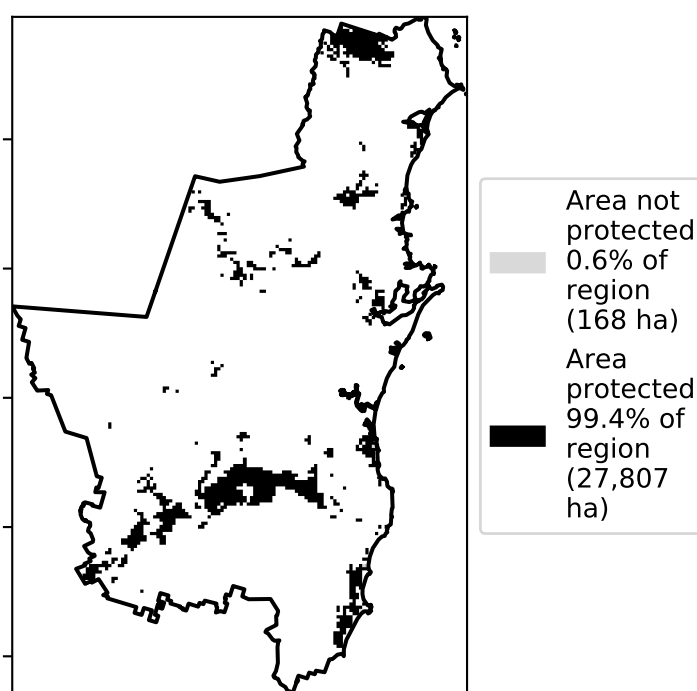 Area not
protected
0.6% of
region
(168 ha)
Area
protected
99.4% of
region
(27,807
ha)